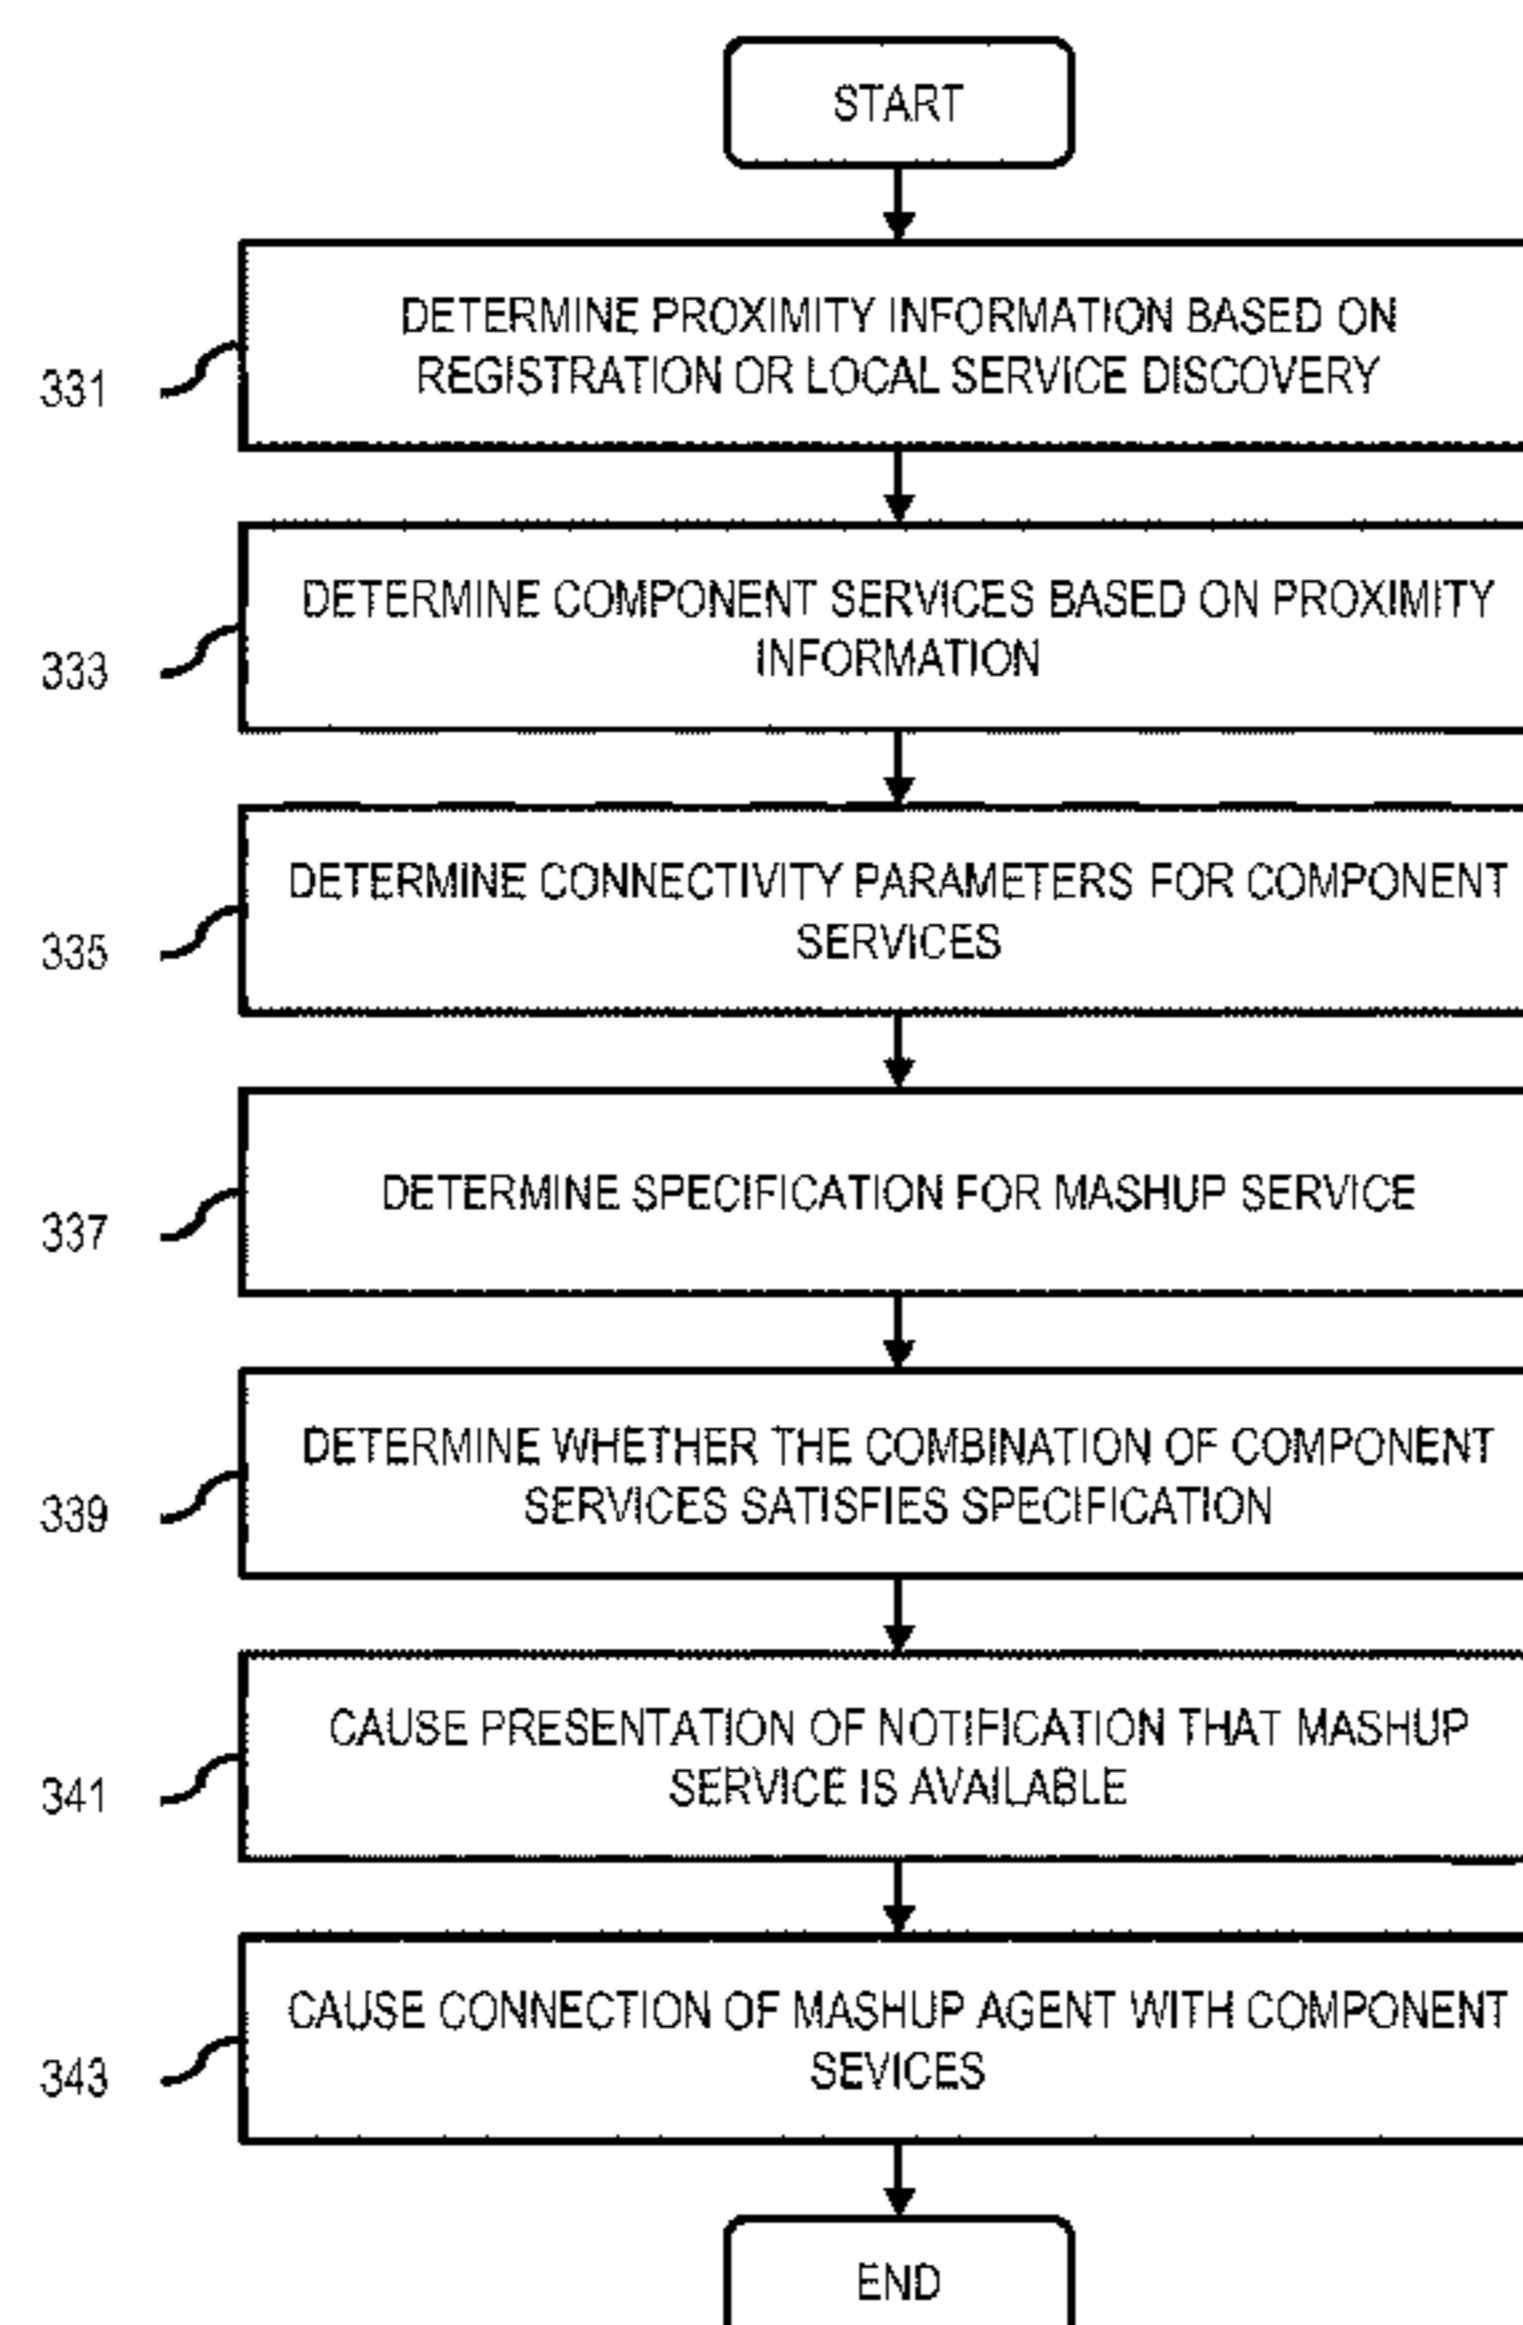 START
DETERMINE PROXIMITY INFORMATION BASED ON
REGISTRATION OR LOCAL SERVICE DISCOVERY
331
DETERMINE COMPONENT SERVICES BASED ON PROXIMITY
INFORMATION
333
DETERMINE CONNECTIVITY PARAMETERS FOR COMPONENT
SERVICES
335
DETERMINE SPECIFICATION FOR MASHUP SERVICE
337
DETERMINE WHETHER THE COMBINATION OF COMPONENT
SERVICES SATISFIES SPECIFICATION
339
CAUSE PRESENTATION OF NOTIFICATION THAT MASHUP
SERVICE IS AVAILABLE
341
CAUSE CONNECTION OF MASHUP AGENT WITH COMPONENT
SEVICES
343
END